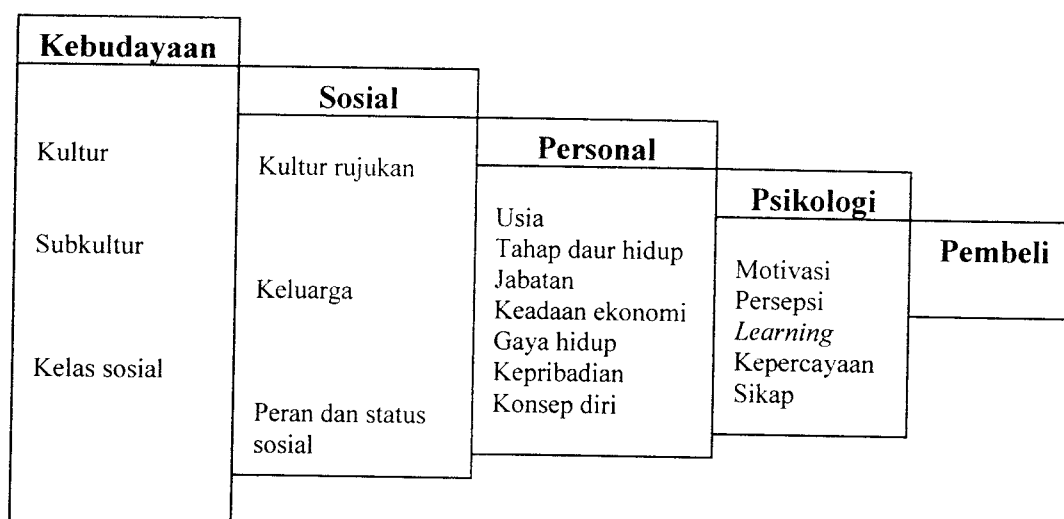 Kebudayaan
Kultur
Subkultur
Kelas sosial
Sosial
Kultur rujukan
Keluarga
Peran dan status
sosial
Personal
Usia
Tahap daur hidup
Jabatan
Keadaan ekonomi
Gaya hidup
Kepribadian
Konsep diri
Psikologi
Motivasi
Persepsi
Learning
Kepercayaan
Sikap
Pembeli